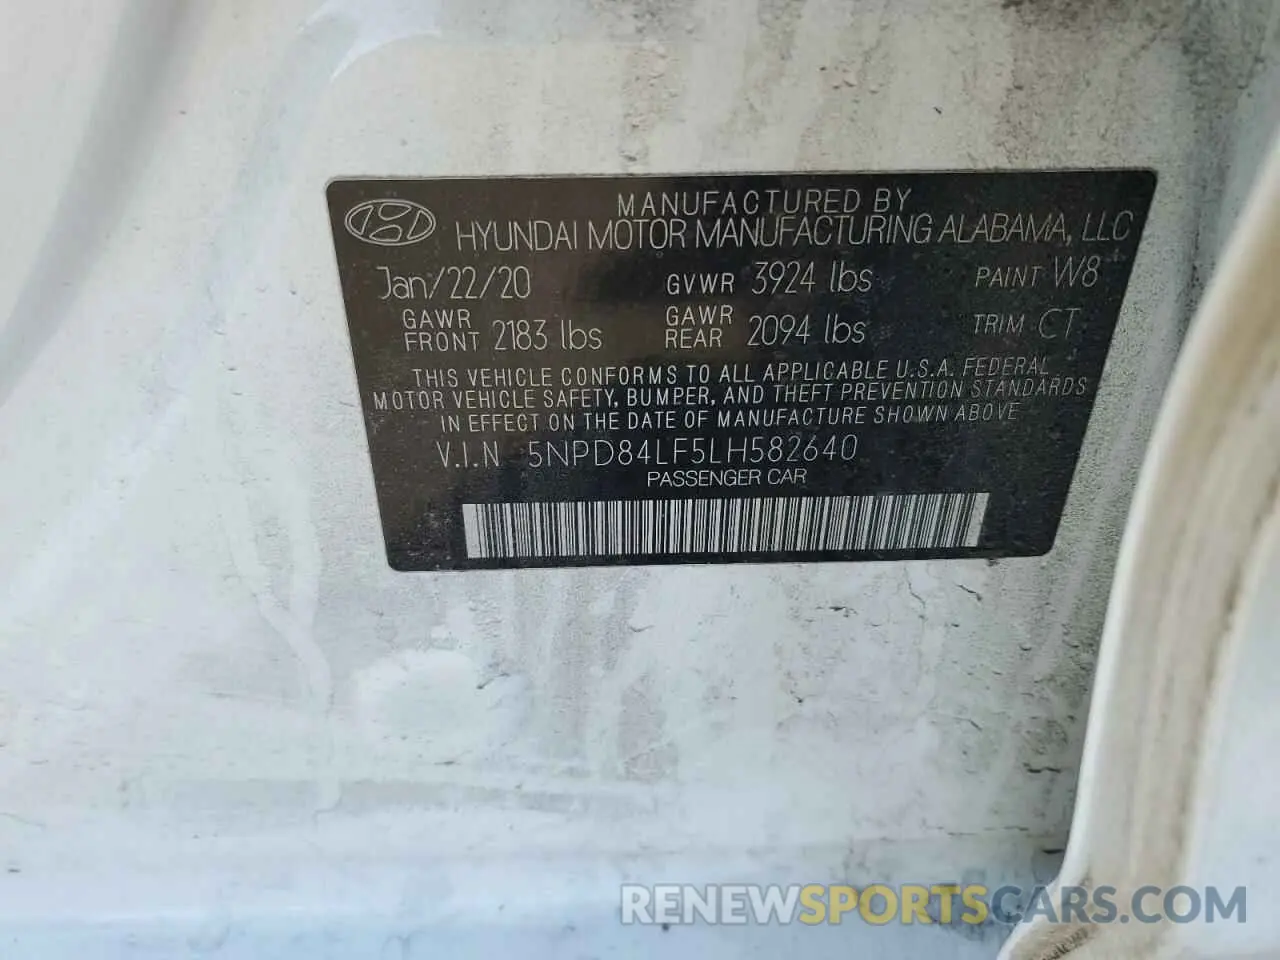 MANUFACTURED BY
HYUNDAI MOTOR MANUFACTURING ALABAMA, LLC
Jan/22/20 GVWR 3924 lbs PAINT W8
GAWR FRONT 2183 lbs GAWR REAR 2094 lbs TRIM CT
THIS VEHICLE CONFORMS TO ALL APPLICABLE U.S.A. FEDERAL
MOTOR VEHICLE SAFETY, BUMPER, AND THEFT PREVENTION STANDARDS
IN EFFECT ON THE DATE OF MANUFACTURE SHOWN ABOVE
V.I.N 5NPD84LF5LH582640
PASSENGER CAR
RENEWSPORTSCARS.COM